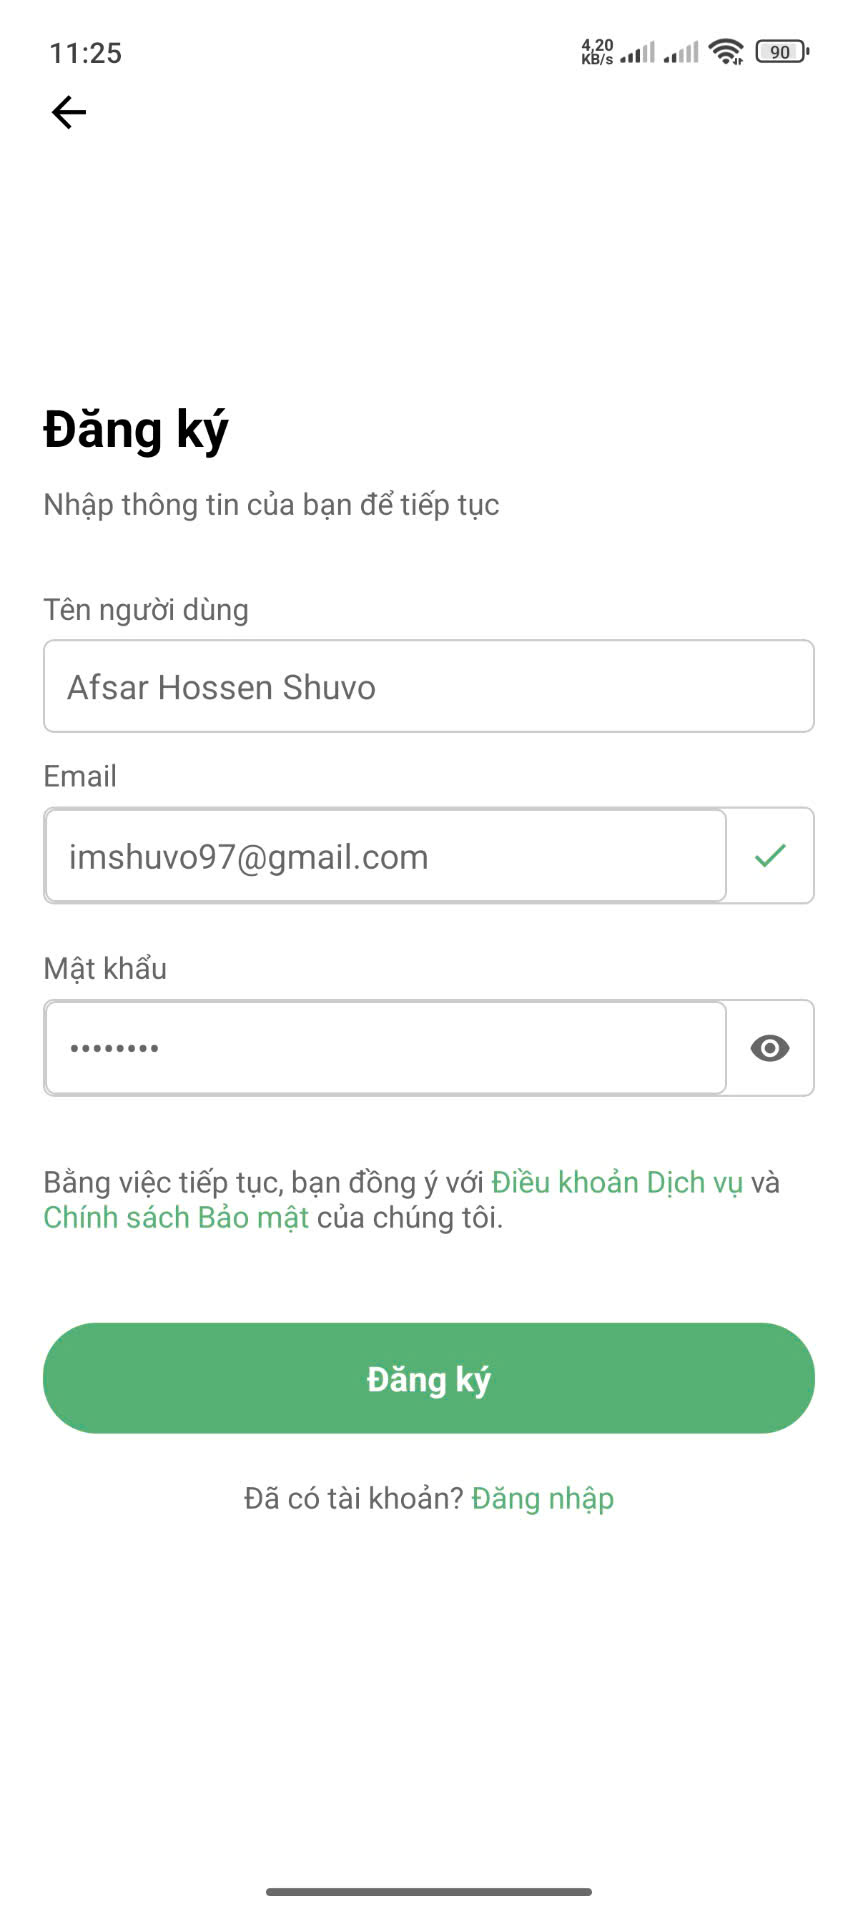 11:25
4,20
KB/s
90
Đăng ký
Nhập thông tin của bạn để tiếp tục
Tên người dùng
Afsar Hossen Shuvo
Email
imshuvo97@gmail.com
Mật khẩu
••••••••
Bằng việc tiếp tục, bạn đồng ý với Điều khoản Dịch vụ và
Chính sách Bảo mật của chúng tôi.
Đăng ký
Đã có tài khoản? Đăng nhập